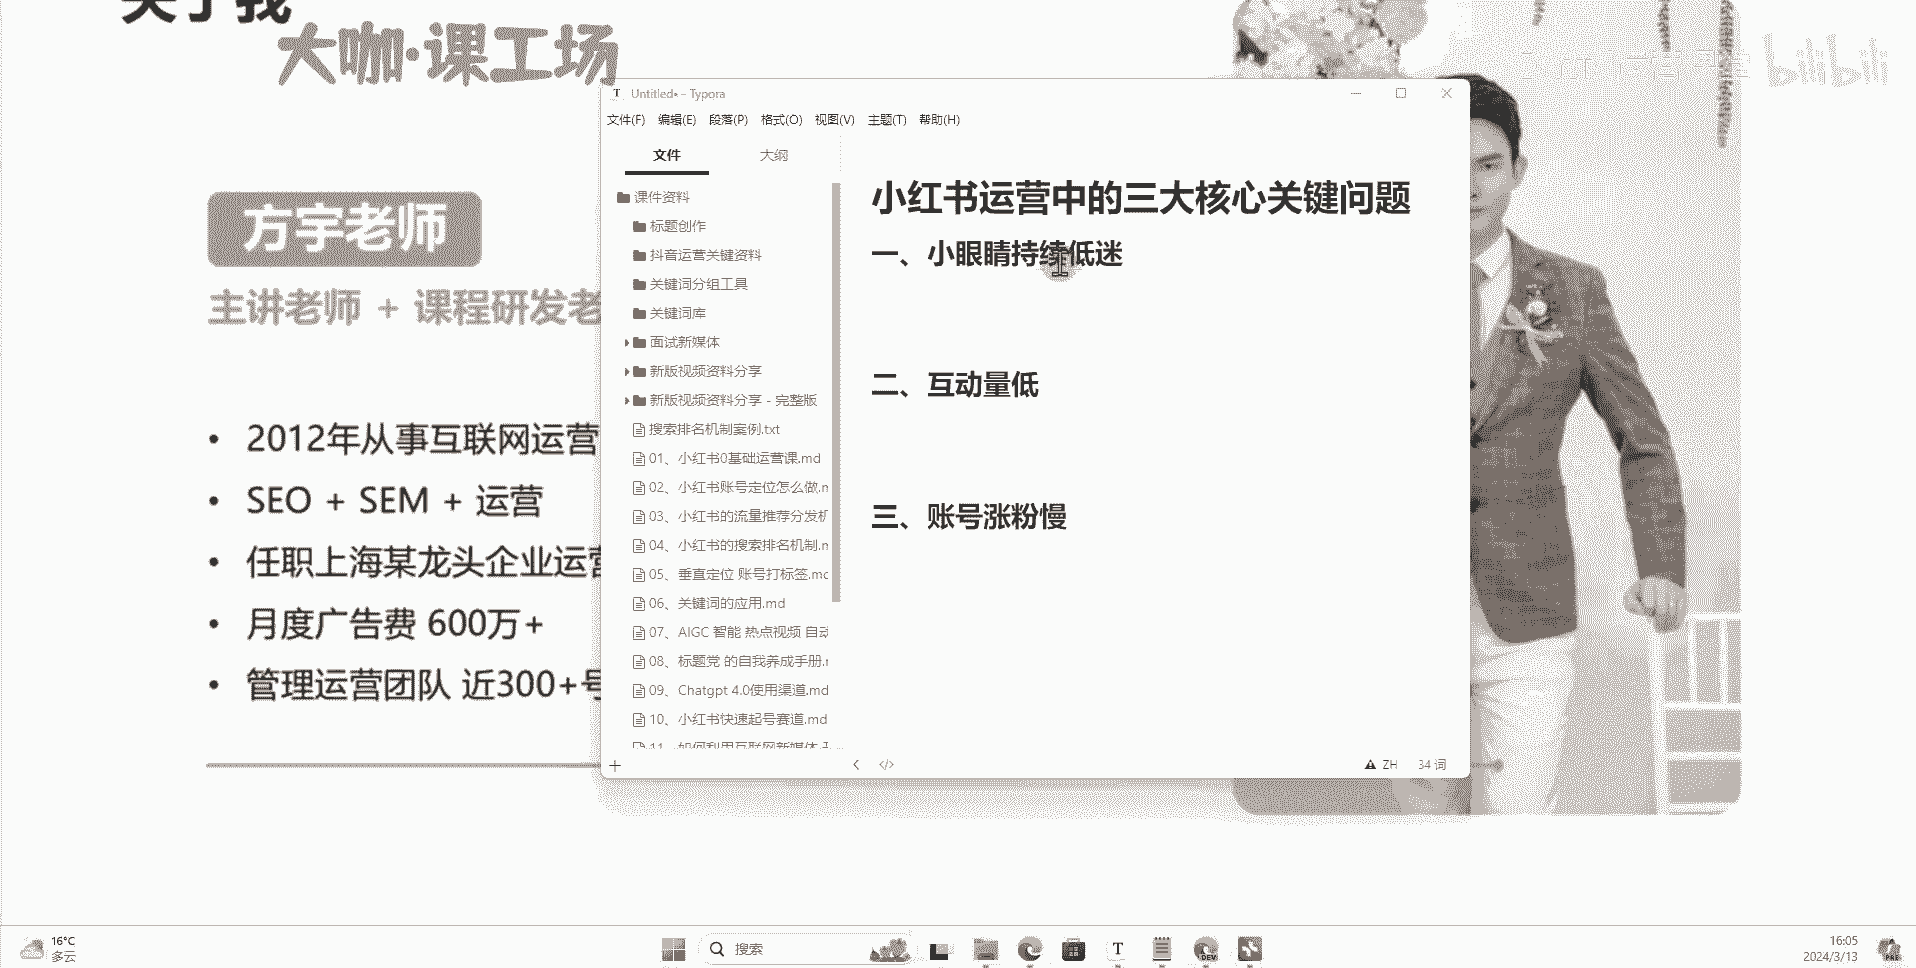 大咖·课工场
bilibili
方宇老师
主讲老师 + 课程研发老
• 2012年从事互联网运营
• SEO + SEM + 运营
• 任职上海某龙头企业运营
• 月度广告费 600万+
• 管理运营团队 近300+号
Untitled• - Typora
文件(F) 编辑(E) 段落(P) 格式(O) 视图(V) 主题(T) 帮助(H)
文件 大纲
课件资料
标题创作
抖音运营关键资料
关键词分组工具
关键词库
面试新媒体
新版视频资料分享
新版视频资料分享 - 完整版
搜索排名机制案例.txt
01、小红书0基础运营课.md
02、小红书账号定位怎么做.m
03、小红书的流量推荐分发机
04、小红书的搜索排名机制.m
05、垂直定位 账号打标签.md
06、关键词的应用.md
07、AIGC 智能 热点视频 自动
08、标题党 的自我养成手册.m
09、Chatgpt 4.0使用渠道.md
10、小红书快速起号赛道.md
小红书运营中的三大核心关键问题
一、小眼睛持续低迷
二、互动量低
三、账号涨粉慢
ZH 34 词
16°C
多云
搜索
16:05
2024/3/13